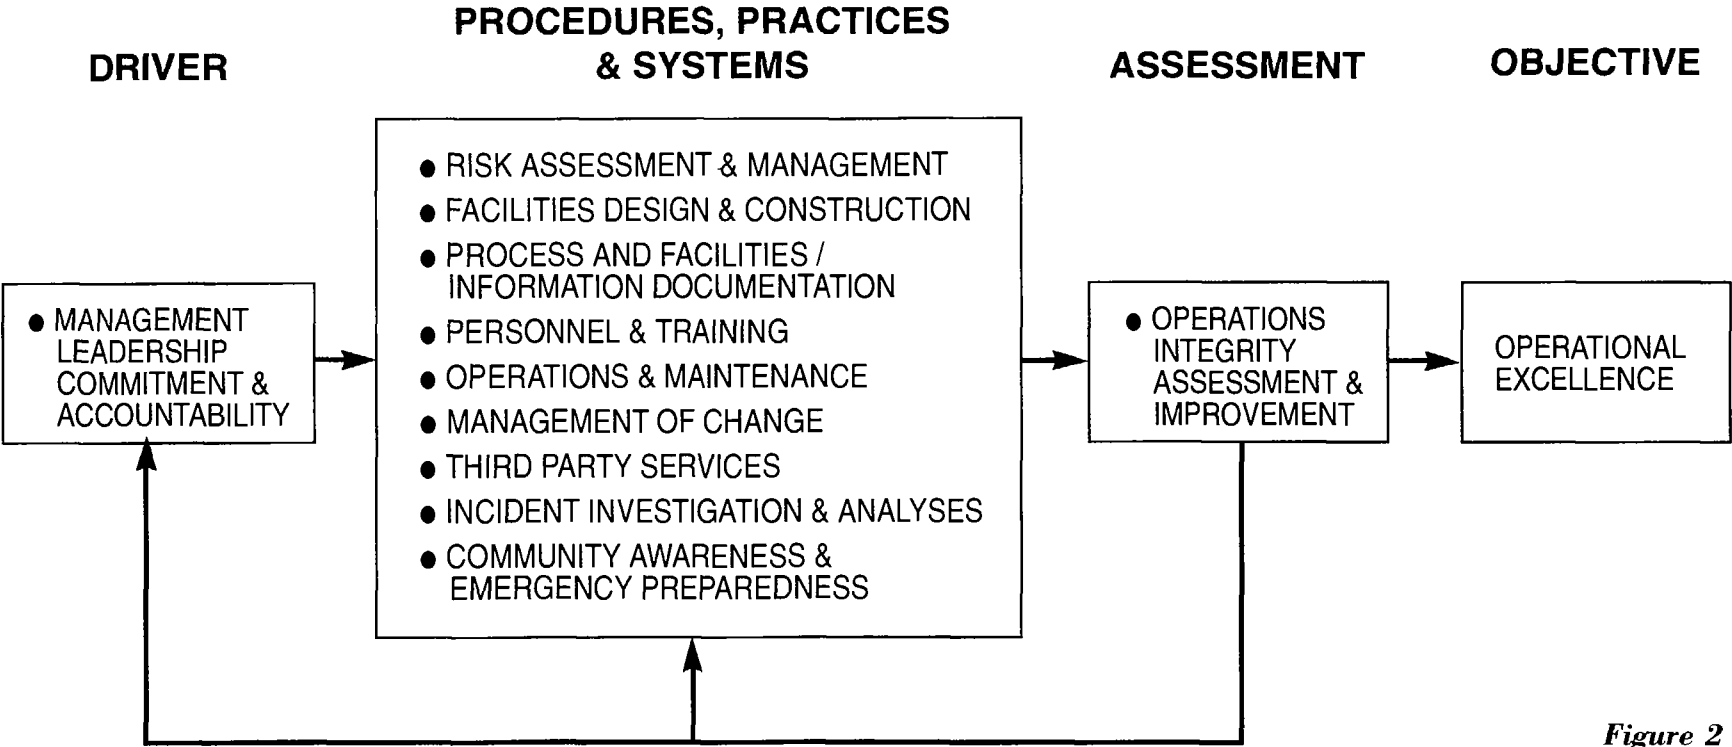 DRIVER
PROCEDURES, PRACTICES
& SYSTEMS
ASSESSMENT
OBJECTIVE
● MANAGEMENT
LEADERSHIP
COMMITMENT &
ACCOUNTABILITY
● RISK ASSESSMENT & MANAGEMENT
● FACILITIES DESIGN & CONSTRUCTION
● PROCESS AND FACILITIES /
INFORMATION DOCUMENTATION
● PERSONNEL & TRAINING
● OPERATIONS & MAINTENANCE
● MANAGEMENT OF CHANGE
● THIRD PARTY SERVICES
● INCIDENT INVESTIGATION & ANALYSES
● COMMUNITY AWARENESS &
EMERGENCY PREPAREDNESS
● OPERATIONS
INTEGRITY
ASSESSMENT &
IMPROVEMENT
OPERATIONAL
EXCELLENCE
Figure 2